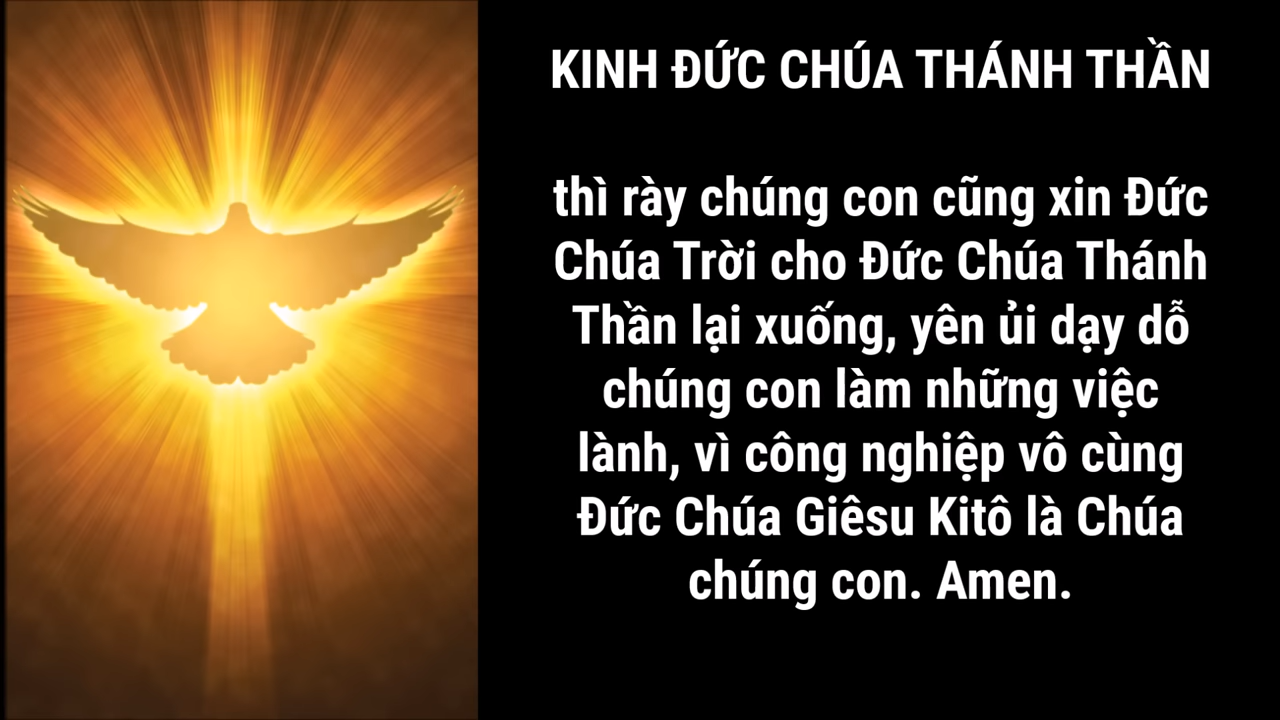 KINH ĐỨC CHÚA THÁNH THẦN
thì rày chúng con cũng xin Đức
Chúa Trời cho Đức Chúa Thánh
Thần lại xuống, yên ủi dạy dỗ
chúng con làm những việc
lành, vì công nghiệp vô cùng
Đức Chúa Giêsu Kitô là Chúa
chúng con. Amen.